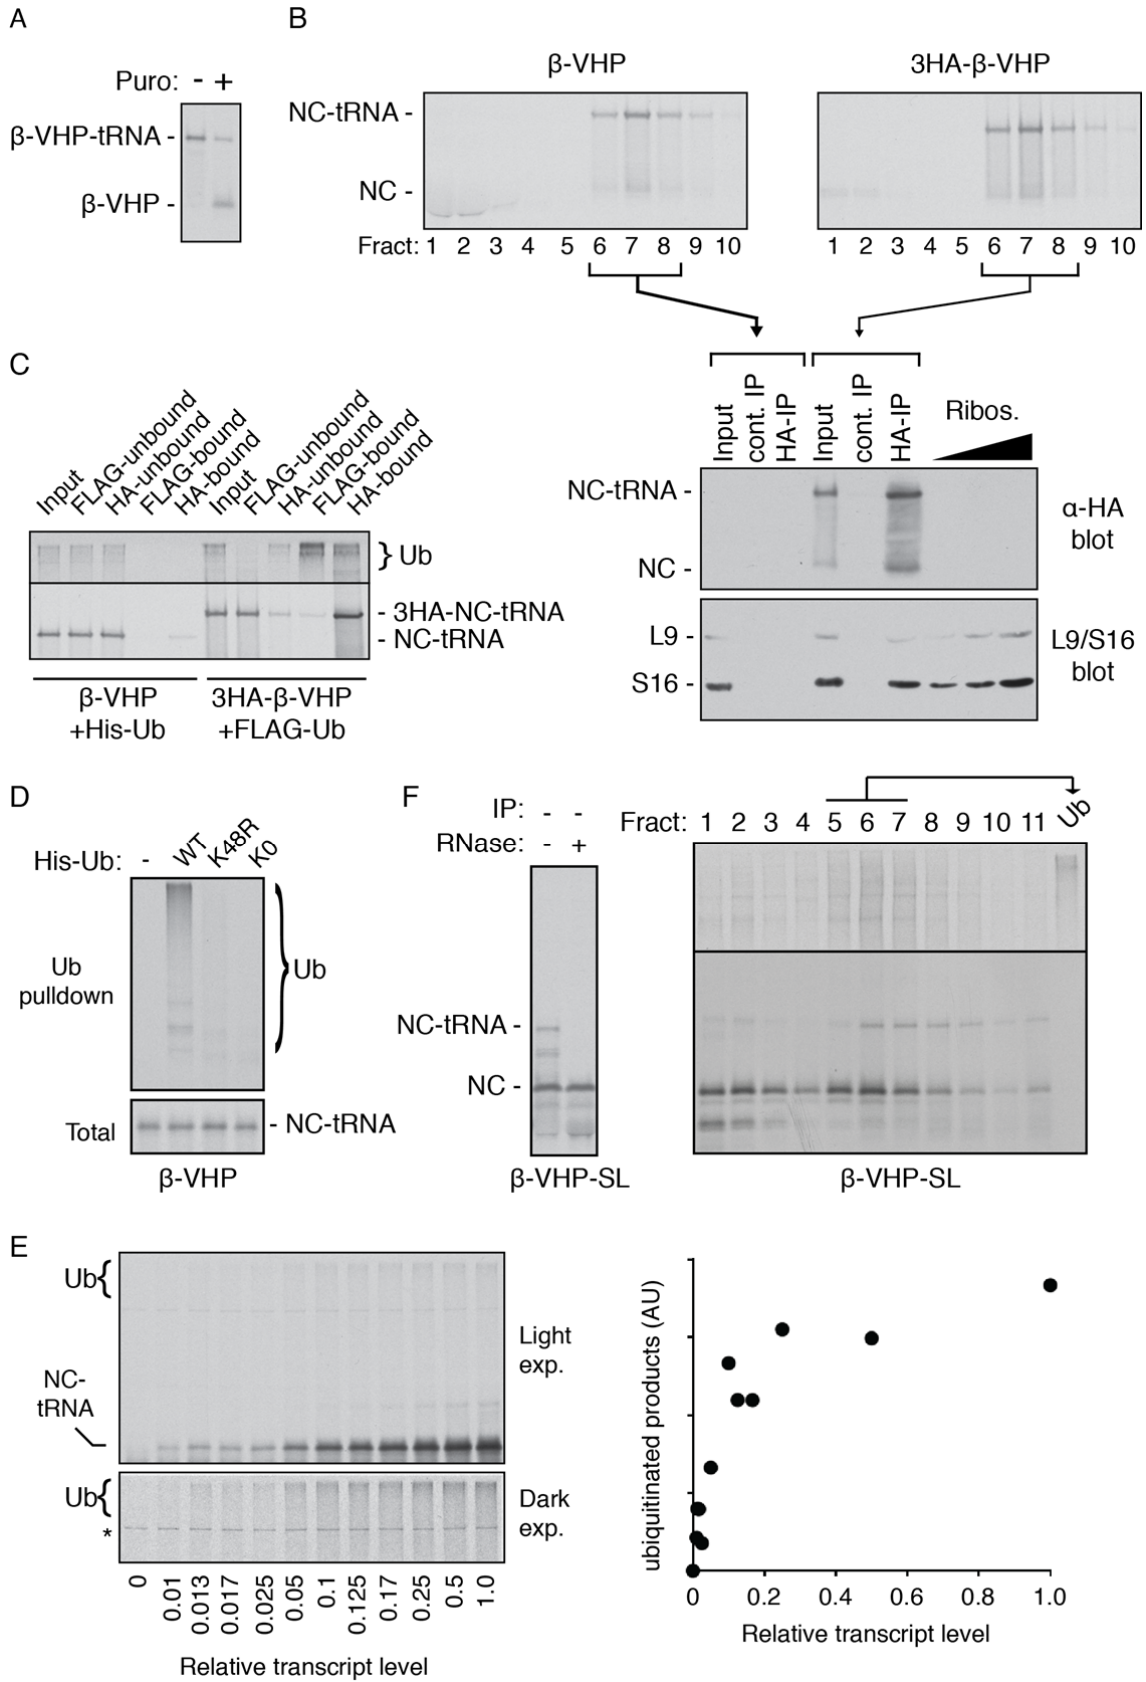 A
Puro: - +
β-VHP-tRNA -
β-VHP -
B
β-VHP
3HA-β-VHP
NC-tRNA -
NC -
Fract: 1 2 3 4 5 6 7 8 9 10
1 2 3 4 5 6 7 8 9 10
Input
cont. IP
HA-IP
Input
cont. IP
HA-IP
Ribos.
NC-tRNA -
NC -
α-HA
blot
L9 -
S16 -
L9/S16
blot
C
Input
FLAG-unbound
HA-unbound
FLAG-bound
HA-bound
Input
FLAG-unbound
HA-unbound
FLAG-bound
HA-bound
} Ub
- 3HA-NC-tRNA
- NC-tRNA
β-VHP
+His-Ub
3HA-β-VHP
+FLAG-Ub
D
His-Ub: - WT K48R K0
Ub
pulldown
Ub
Total
- NC-tRNA
β-VHP
F
IP: - -
RNase: - +
NC-tRNA -
NC -
β-VHP-SL
Fract: 1 2 3 4 5 6 7 8 9 10 11 Ub
β-VHP-SL
E
Ub{
NC-
tRNA
Light
exp.
Ub{
*
Dark
exp.
0 0.01 0.013 0.017 0.025 0.05 0.1 0.125 0.17 0.25 0.5 1.0
Relative transcript level
ubiquitinated products (AU)
0 0.2 0.4 0.6 0.8 1.0
Relative transcript level